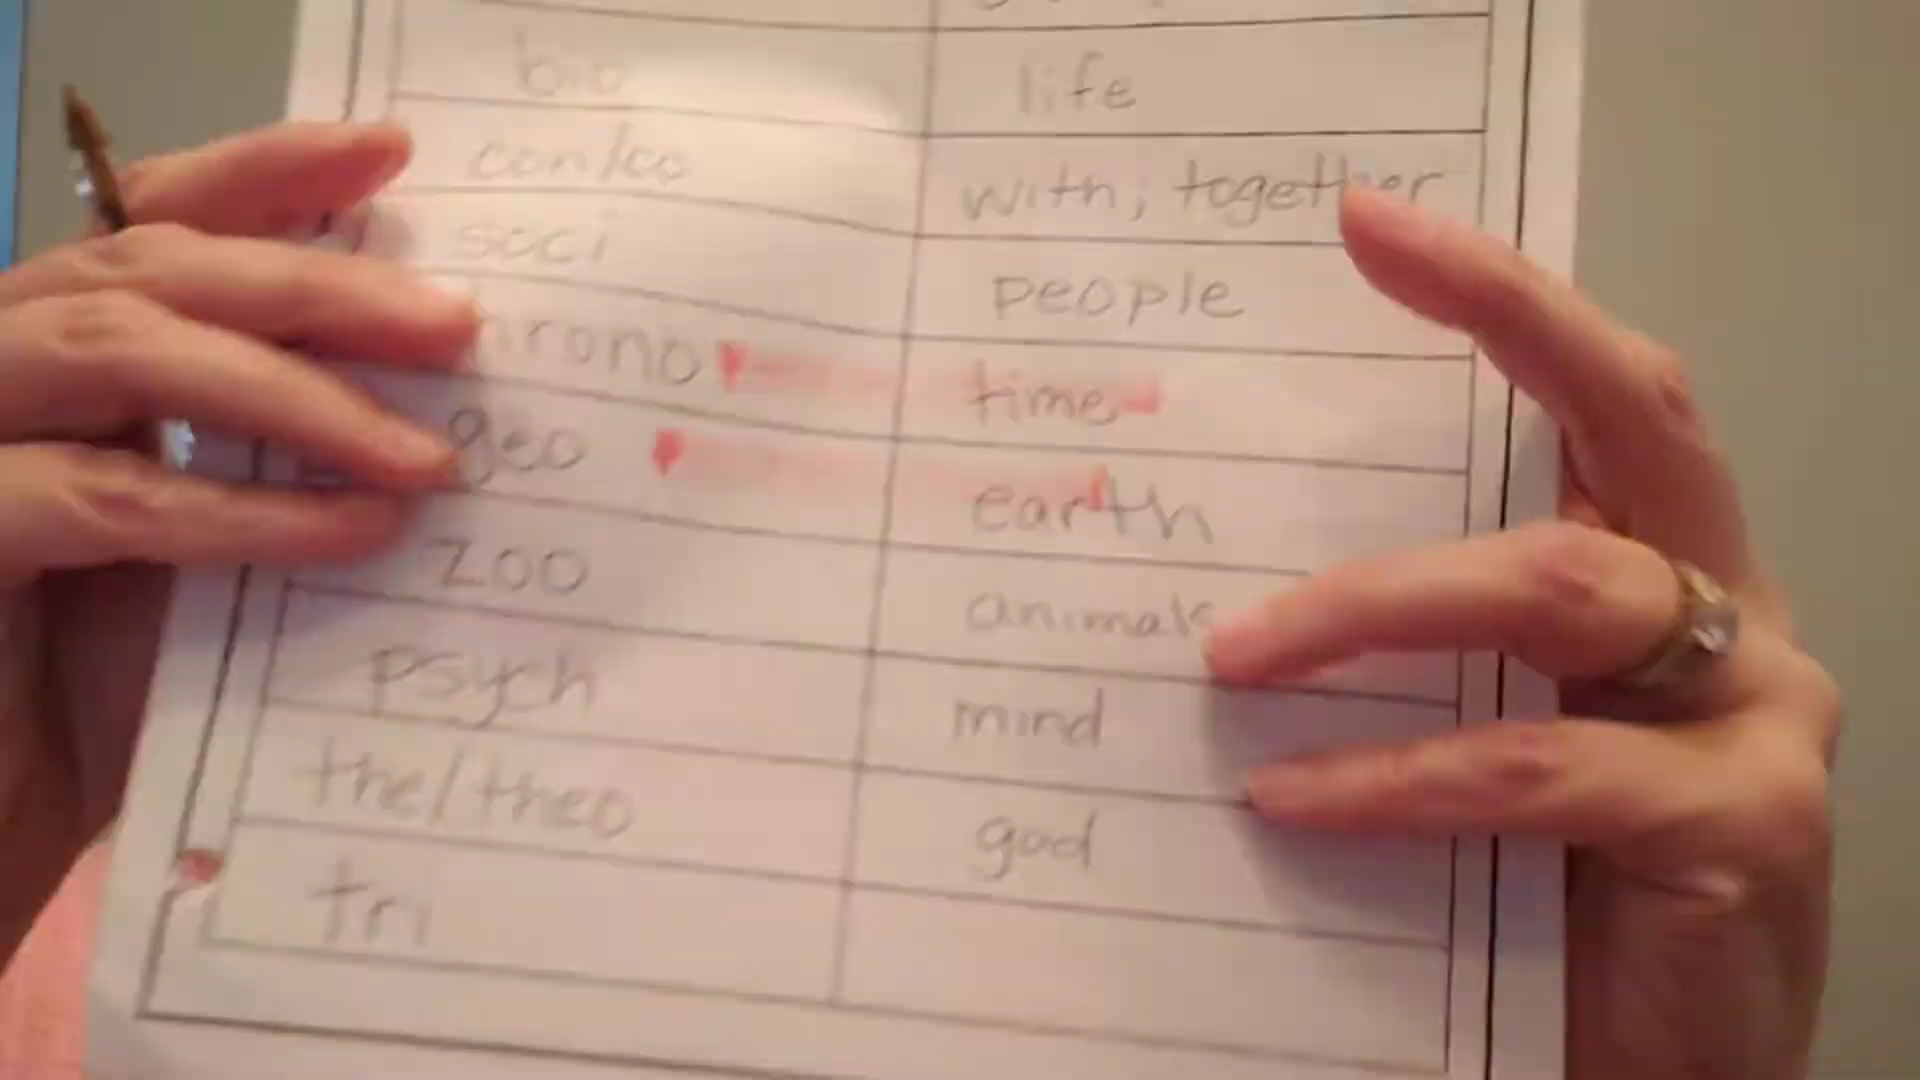 bio life
con/co with; together
soci people
hrono time
geo earth
zoo animals
psych mind
the/theo god
tri